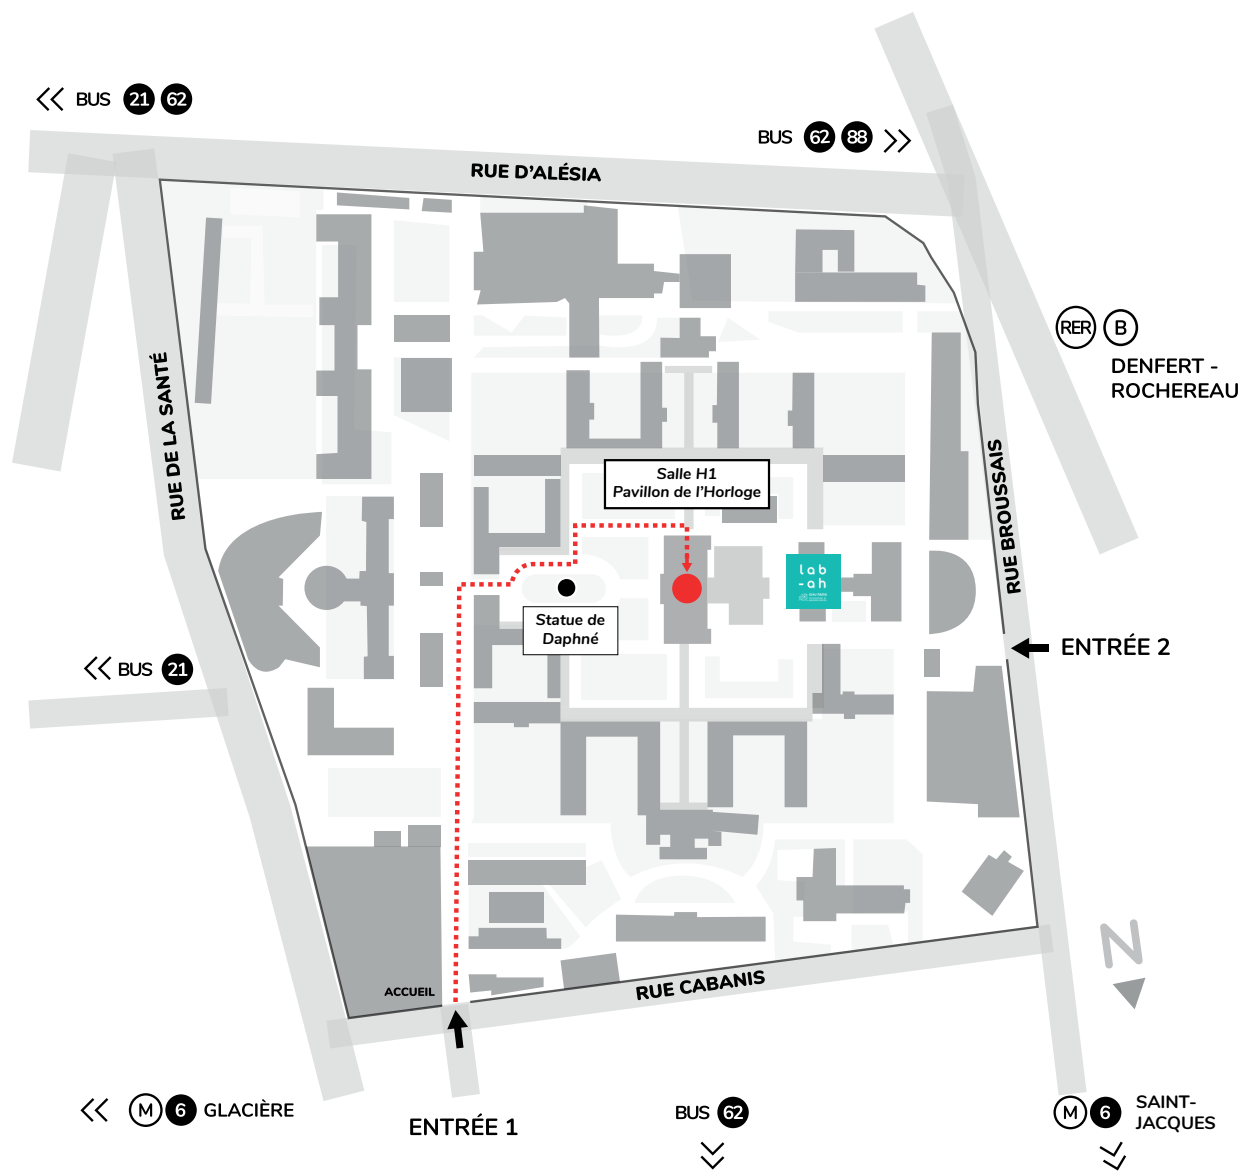 BUS 21 62
BUS 62 88
RUE D'ALÉSIA
RER B
DENFERT -
ROCHEREAU
RUE DE LA SANTÉ
RUE BROUSSAIS
Salle H1
Pavillon de l'Horloge
lab
-ah
Statue de
Daphné
ENTRÉE 2
BUS 21
ACCUEIL
RUE CABANIS
N
M 6 GLACIÈRE
ENTRÉE 1
BUS 62
M 6 SAINT-
JACQUES